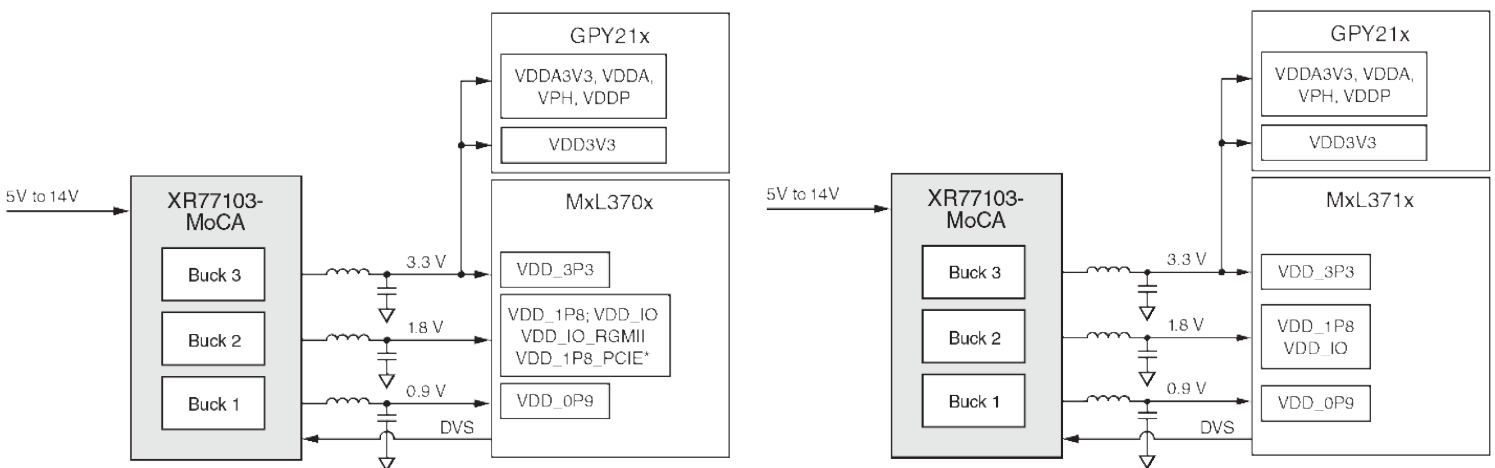 GPY21x
VDDA3V3, VDDA,
VPH, VDDP
VDD3V3
5V to 14V
XR77103-
MoCA
MxL370x
Buck 3
3.3 V
VDD_3P3
Buck 2
1.8 V
VDD_1P8; VDD_IO
VDD_IO_RGMII
VDD_1P8_PCIE*
Buck 1
0.9 V
VDD_0P9
DVS
GPY21x
VDDA3V3, VDDA,
VPH, VDDP
VDD3V3
5V to 14V
XR77103-
MoCA
MxL371x
Buck 3
3.3 V
VDD_3P3
Buck 2
1.8 V
VDD_1P8
VDD_IO
Buck 1
0.9 V
VDD_0P9
DVS